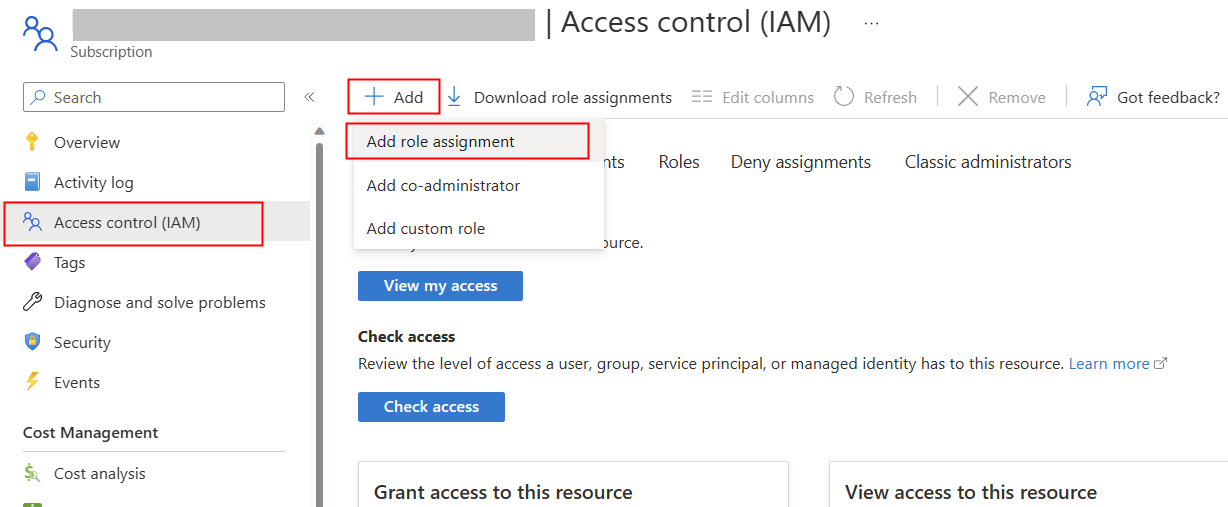 | Access control (IAM) ...
Subscription
Search
«
Overview
Activity log
Access control (IAM)
Tags
Diagnose and solve problems
Security
Events
Cost Management
Cost analysis
+ Add
Download role assignments
Edit columns
Refresh
Remove
Got feedback?
Add role assignment
Add co-administrator
Add custom role
Roles
Deny assignments
Classic administrators
View my access
Check access
Review the level of access a user, group, service principal, or managed identity has to this resource. Learn more
Check access
Grant access to this resource
View access to this resource